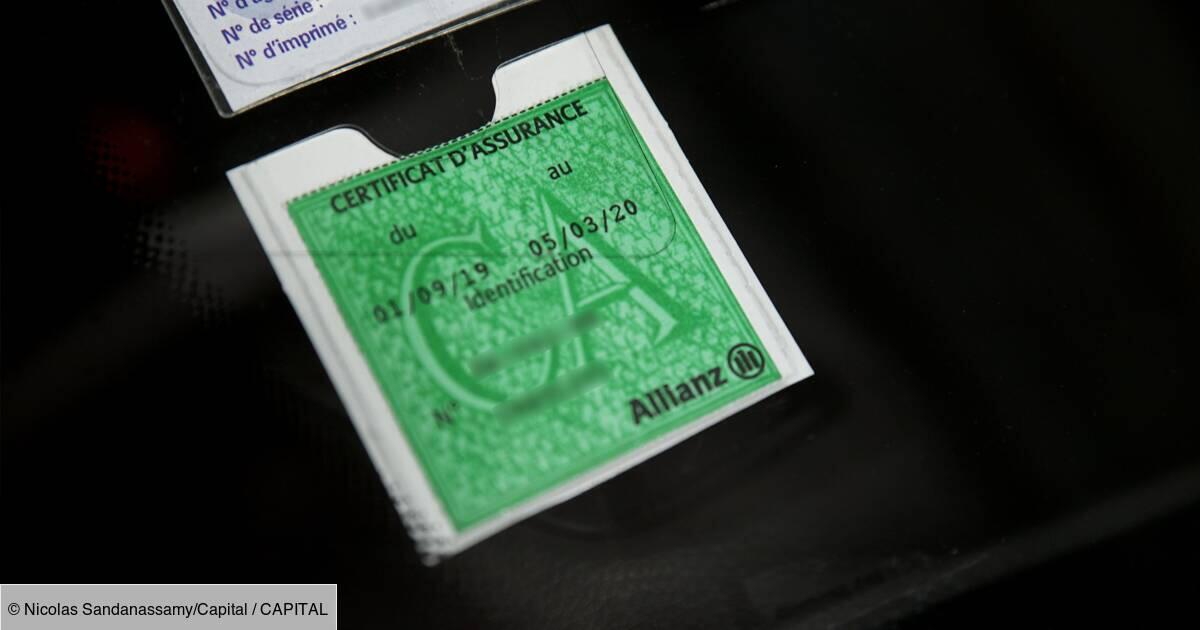 N° de série :
N° d'imprimé :
CERTIFICAT D'ASSURANCE
du au
01/09/19 05/03/20
Identification
N°
CA
Allianz
© Nicolas Sandanassamy/Capital / CAPITAL